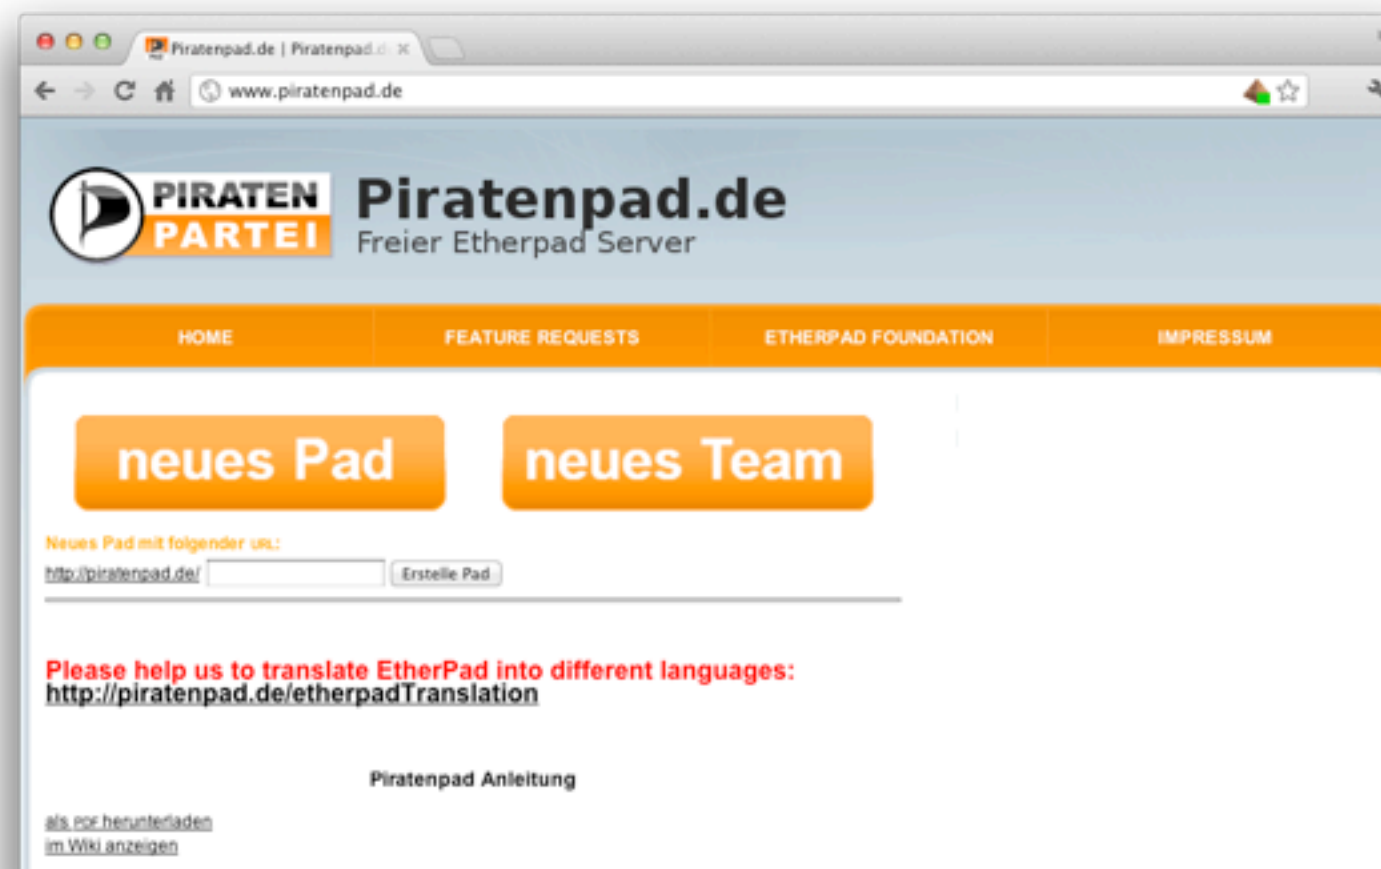 Piratenpad.de | Piratenpad.d
www.piratenpad.de
PIRATEN
PARTEI
Piratenpad.de
Freier Etherpad Server
HOME FEATURE REQUESTS ETHERPAD FOUNDATION IMPRESSUM
neues Pad neues Team
Neues Pad mit folgender URL:
http://piratenpad.de/ Erstelle Pad
Please help us to translate EtherPad into different languages:
http://piratenpad.de/etherpadTranslation
Piratenpad Anleitung
als PDF herunterladen
im Wiki anzeigen